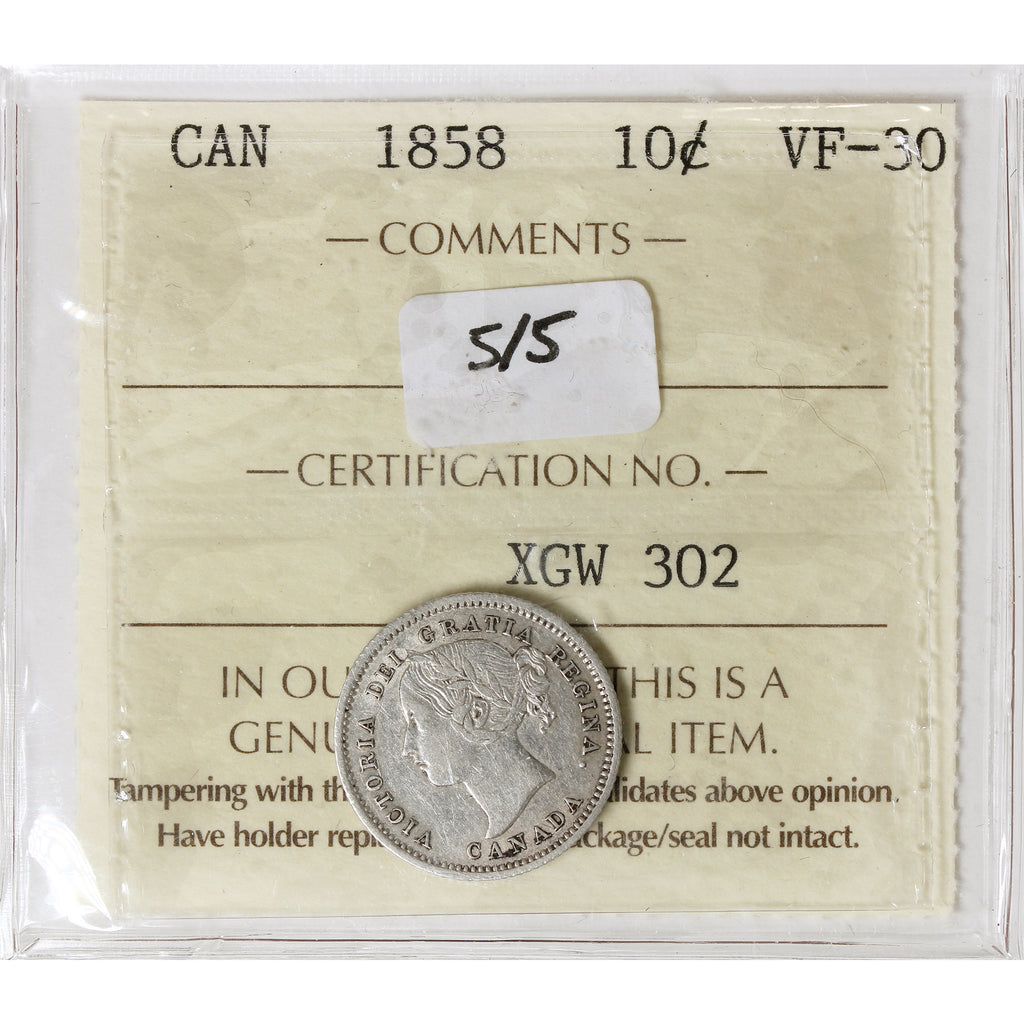 CAN 1858 10¢ VF-30
— COMMENTS —
5/5
— CERTIFICATION NO. —
XGW 302
IN OU THIS IS A
GENU AL ITEM.
Tampering with th lidates above opinion.
Have holder repl ckage/seal not intact.
VICTORIA DEI GRATIA REGINA.
CANADA